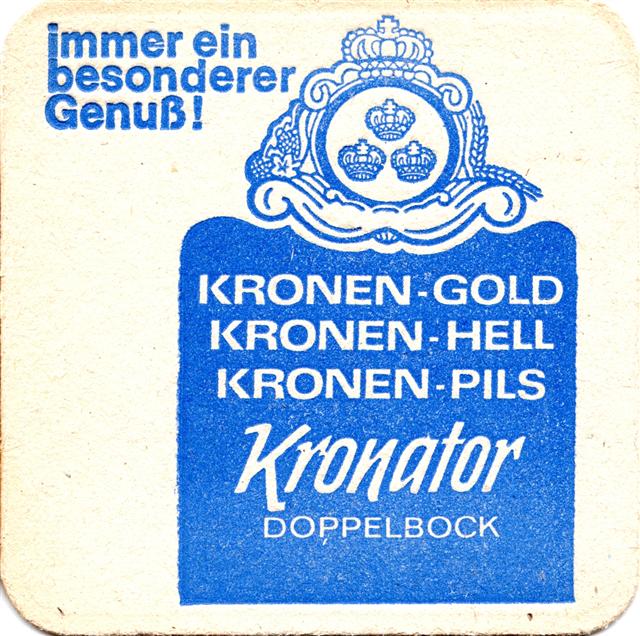 immer ein
besonderer
Genuß!
KRONEN-GOLD
KRONEN-HELL
KRONEN-PILS
Kronator
DOPPELBOCK